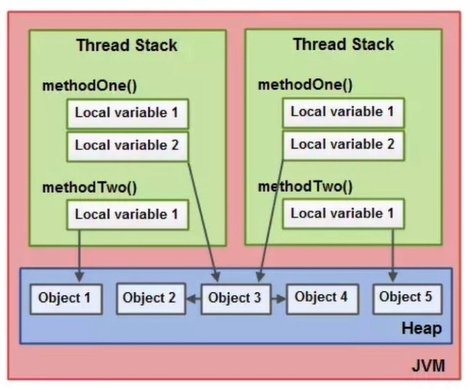 Thread Stack
methodOne()
Local variable 1
Local variable 2
methodTwo()
Local variable 1
Thread Stack
methodOne()
Local variable 1
Local variable 2
methodTwo()
Local variable 1
Object 1
Object 2
Object 3
Object 4
Object 5
Heap
JVM